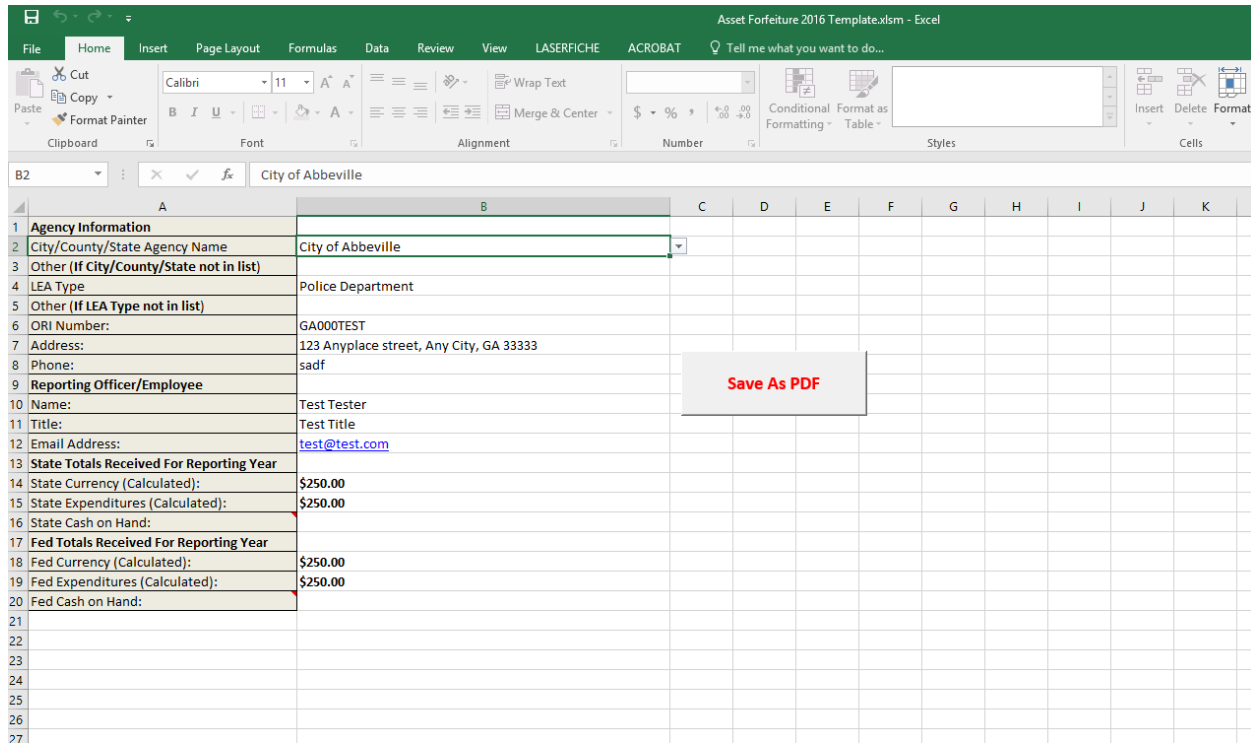 Asset Forfeiture 2016 Template.xlsm - Excel
File Home Insert Page Layout Formulas Data Review View LASERFICHE ACROBAT Tell me what you want to do...
Cut
Copy
Format Painter
Paste
Calibri 11
B I U
Wrap Text
Merge & Center
$ % ,
Conditional Formatting
Format as Table
Insert Delete Format
Clipboard Font Alignment Number Styles Cells
B2 fx City of Abbeville
A B C D E F G H I J K
1 Agency Information
2 City/County/State Agency Name City of Abbeville
3 Other (If City/County/State not in list)
4 LEA Type Police Department
5 Other (If LEA Type not in list)
6 ORI Number: GA000TEST
7 Address: 123 Anyplace street, Any City, GA 33333
8 Phone: sadf
9 Reporting Officer/Employee
Save As PDF
10 Name: Test Tester
11 Title: Test Title
12 Email Address: test@test.com
13 State Totals Received For Reporting Year
14 State Currency (Calculated): $250.00
15 State Expenditures (Calculated): $250.00
16 State Cash on Hand:
17 Fed Totals Received For Reporting Year
18 Fed Currency (Calculated): $250.00
19 Fed Expenditures (Calculated): $250.00
20 Fed Cash on Hand:
21
22
23
24
25
26
27